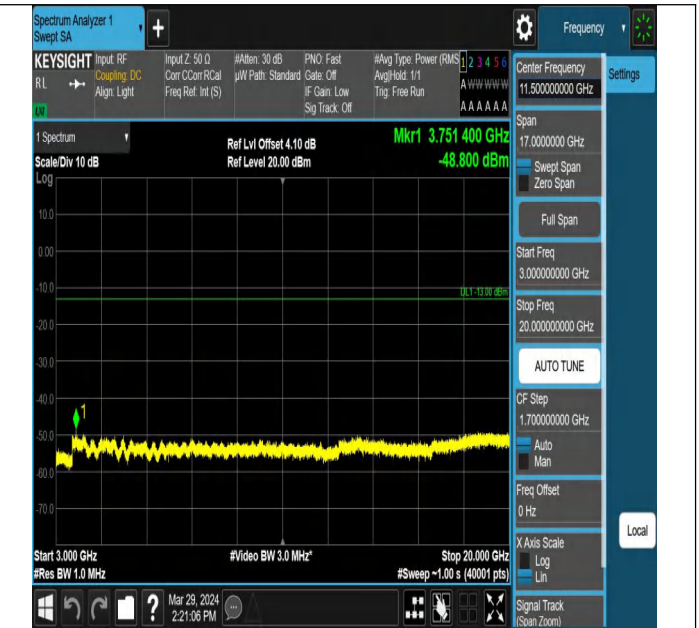 Spectrum Analyzer 1
Swept SA
+
Frequency
KEYSIGHT
RL
Input: RF
Coupling: DC
Align: Light
Input Z: 50 Ω
Corr CCorr RCal
Freq Ref: Int (S)
#Atten: 30 dB
µW Path: Standard
PNO: Fast
Gate: Off
IF Gain: Low
Sig Track: Off
#Avg Type: Power (RMS
Avg|Hold: 1/1
Trig: Free Run
1 2 3 4 5 6
A W W W W W
A A A A A A
1 Spectrum
Scale/Div 10 dB
Log
Ref Lvl Offset 4.10 dB
Ref Level 20.00 dBm
Mkr1 3.751 400 GHz
-48.800 dBm
10.0
0.00
-10.0
DL1 -13.00 dBm
-20.0
-30.0
-40.0
1
-50.0
-60.0
-70.0
Start 3.000 GHz
#Res BW 1.0 MHz
#Video BW 3.0 MHz*
Stop 20.000 GHz
#Sweep ~1.00 s (40001 pts)
?
Mar 29, 2024
2:21:06 PM
Center Frequency
11.500000000 GHz
Settings
Span
17.0000000 GHz
Swept Span
Zero Span
Full Span
Start Freq
3.000000000 GHz
Stop Freq
20.000000000 GHz
AUTO TUNE
CF Step
1.700000000 GHz
Auto
Man
Freq Offset
0 Hz
X Axis Scale
Log
Lin
Local
Signal Track
(Span Zoom)